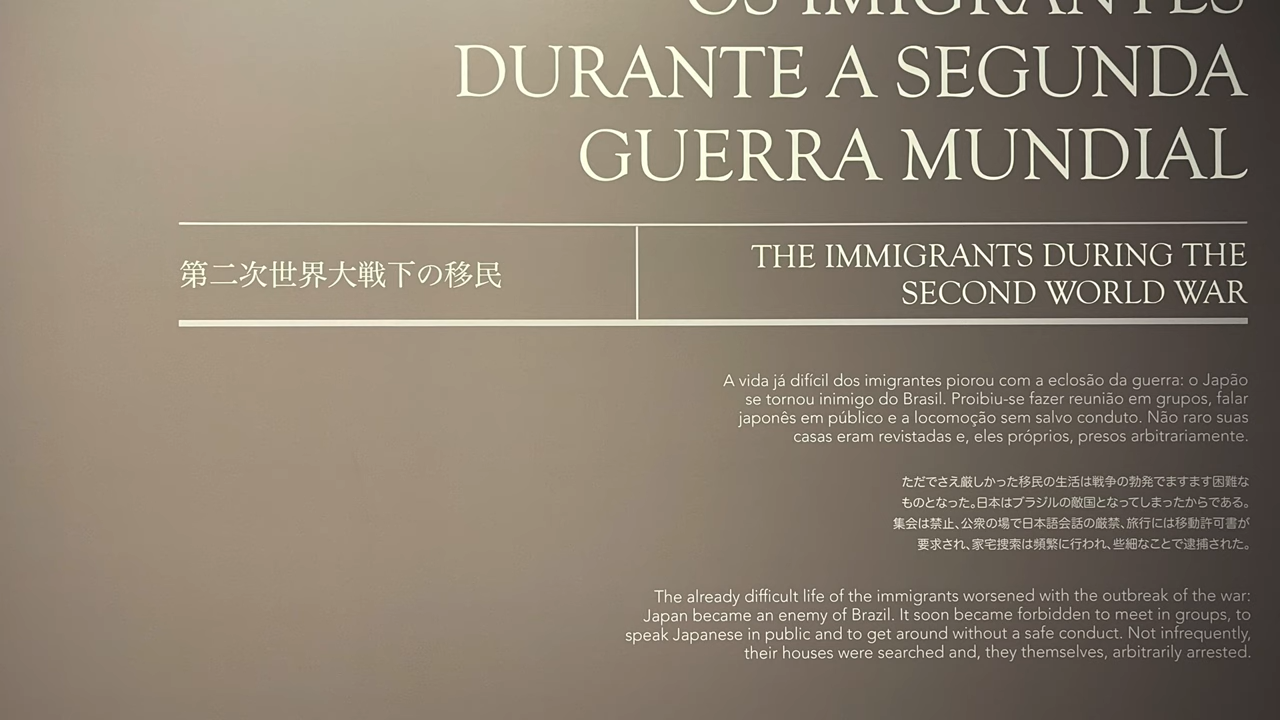 OS IMIGRANTES
DURANTE A SEGUNDA
GUERRA MUNDIAL
第二次世界大戦下の移民
THE IMMIGRANTS DURING THE
SECOND WORLD WAR
A vida já difícil dos imigrantes piorou com a eclosão da guerra: o Japão
se tornou inimigo do Brasil. Proibiu-se fazer reunião em grupos, falar
japonês em público e a locomoção sem salvo conduto. Não raro suas
casas eram revistadas e, eles próprios, presos arbitrariamente.
ただでさえ厳しかった移民の生活は戦争の勃発でますます困難な
ものとなった。日本はブラジルの敵国となってしまったからである。
集会は禁止、公衆の場で日本語会話の厳禁、旅行には移動許可書が
要求され、家宅捜索は頻繁に行われ、些細なことで逮捕された。
The already difficult life of the immigrants worsened with the outbreak of the war:
Japan became an enemy of Brazil. It soon became forbidden to meet in groups, to
speak Japanese in public and to get around without a safe conduct. Not infrequently,
their houses were searched and, they themselves, arbitrarily arrested.